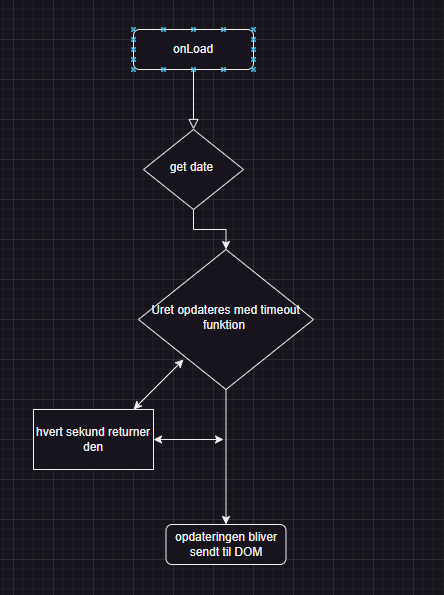 onLoad
get date
Uret opdateres med timeout
funktion
hvert sekund returner
den
opdateringen bliver
sendt til DOM